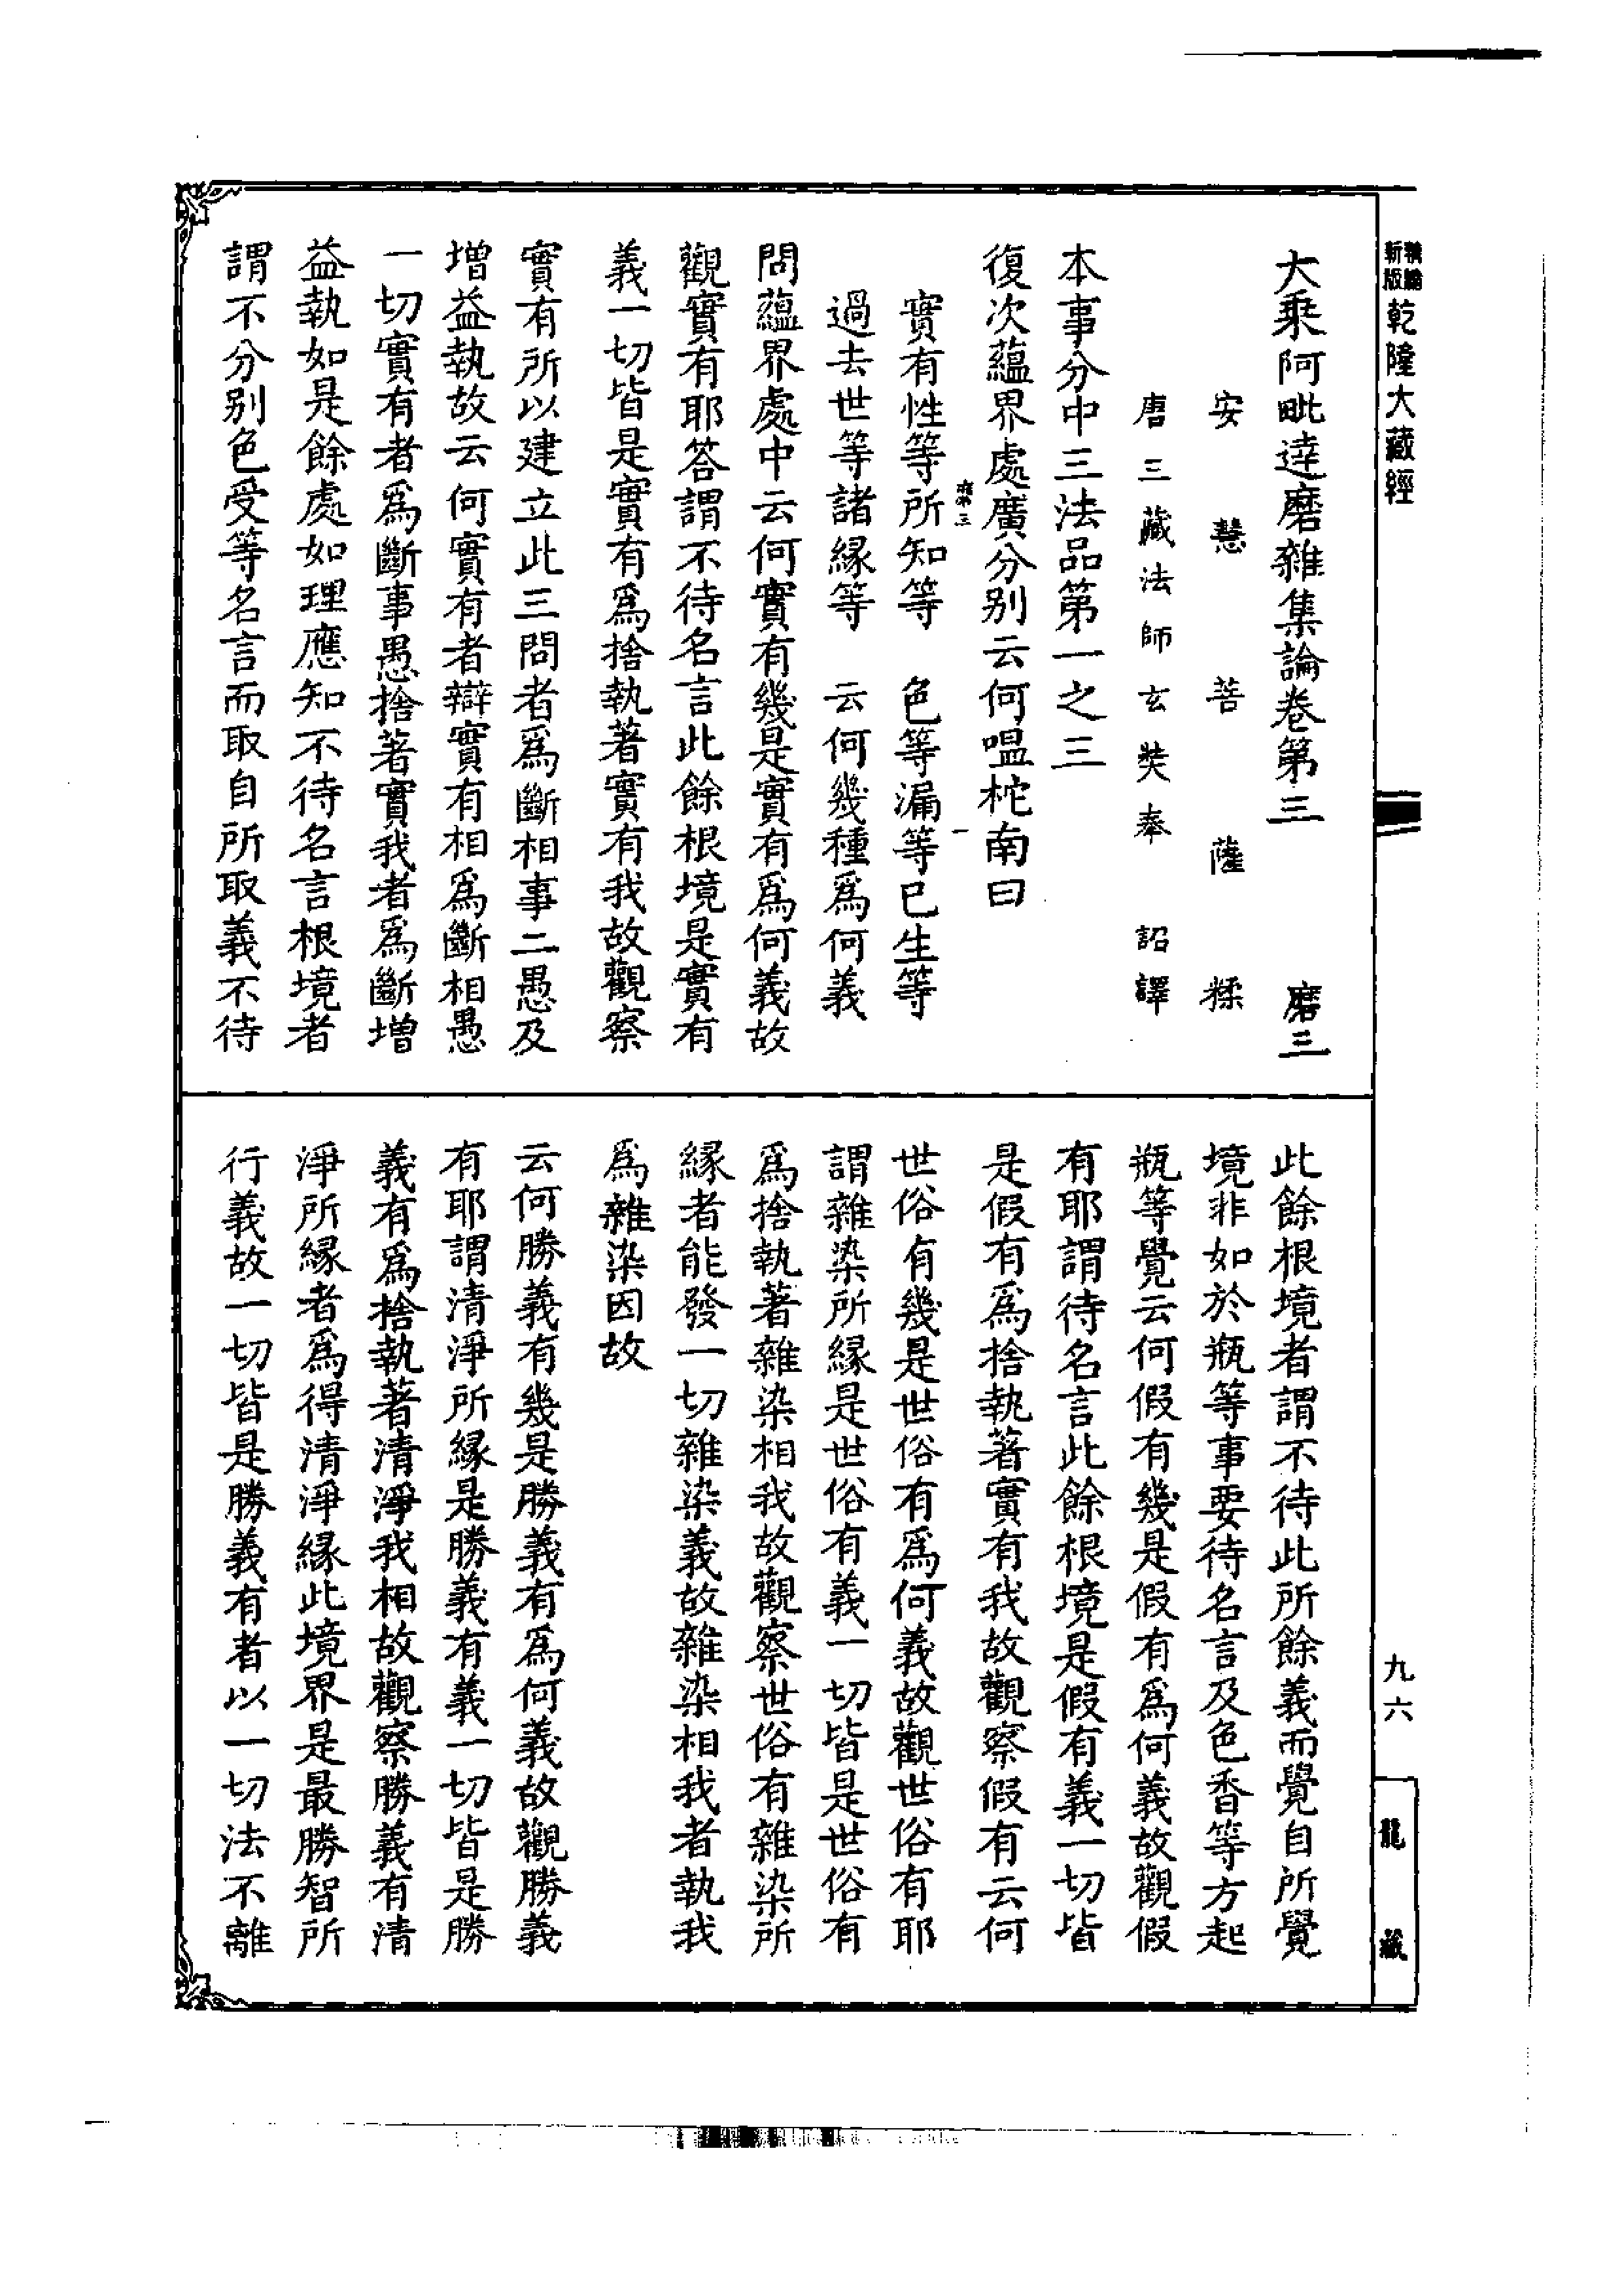 新版
乾隆大藏經
大乘阿毗達磨雜集論卷第三 磨三
安慧菩薩糅
唐三藏法師玄奘奉 詔譯
本事分中三法品第一之三
復次蘊界處廣分别云何嗢柁南曰
實有性等所知等 色等漏等已生等
過去世等諸緣等 云何幾種爲何義
問蘊界處中云何實有幾是實有爲何義故
觀實有耶答謂不待名言此餘根境是實有
義一切皆是實有爲捨執著實有我故觀察
實有所以建立此三問者爲斷相事二愚及
增益執故云何實有者辯實有相爲斷相愚
一切實有者爲斷事愚捨著實我者爲斷增
益執如是餘處如理應知不待名言根境者
謂不分别色受等名言而取自所取義不待
此餘根境者謂不待此所餘義而覺自所覺
境非如於瓶等事要待名言及色香等方起
瓶等覺云何假有幾是假有爲何義故觀假
有耶謂待名言此餘根境是假有義一切皆
是假有爲捨執著實有我故觀察假有云何
世俗有幾是世俗有爲何義故觀世俗有耶
謂雜染所緣是世俗有義一切皆是世俗有
爲捨執著雜染相我故觀察世俗有雜染所
緣者能發一切雜染義故雜染相我者執我
爲雜染因故
云何勝義有幾是勝義有爲何義故觀勝義
有耶謂清淨所緣是勝義有義一切皆是勝
義有爲捨執著清淨我相故觀察勝義有清
淨所緣者爲得清淨緣此境界是最勝智所
行義故一切皆是勝義有者以一切法不離
九六
龍藏